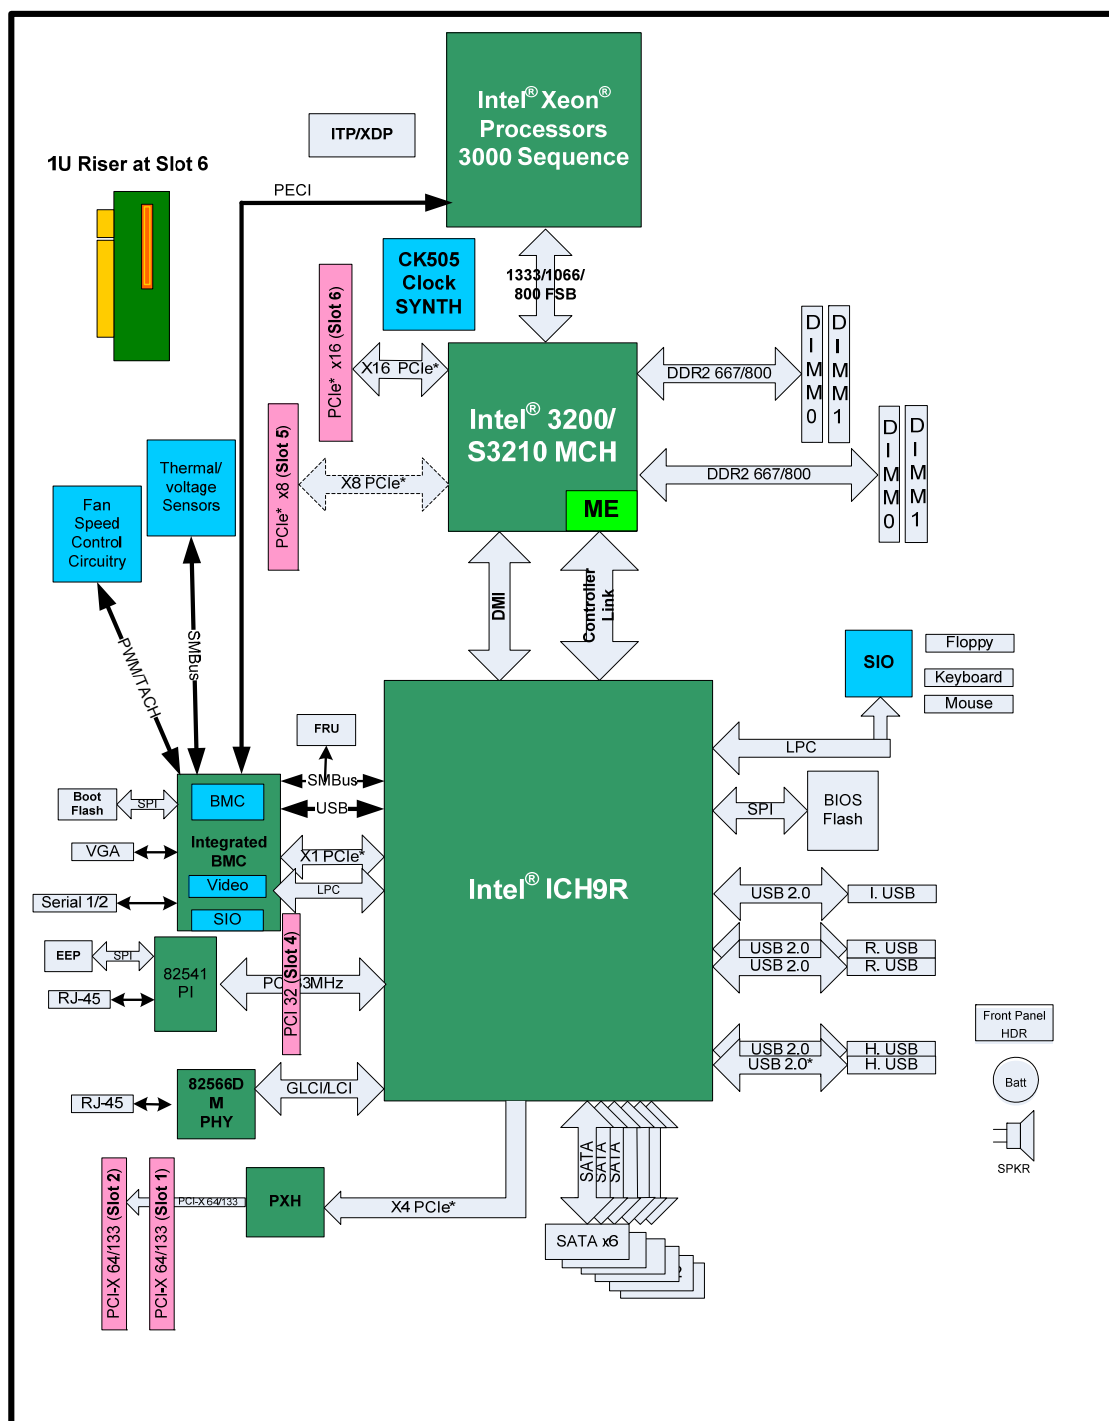 Intel® Xeon®
Processors
3000 Sequence
ITP/XDP
1U Riser at Slot 6
PECI
CK505
Clock
SYNTH
1333/1066/
800 FSB
PCIe* x16 (Slot 6)
X16 PCIe*
Intel® 3200/
S3210 MCH
ME
DDR2 667/800
DIMM0
DIMM1
DDR2 667/800
DIMM0
DIMM1
PCIe* x8 (Slot 5)
X8 PCIe*
Thermal/
voltage
Sensors
Fan
Speed
Control
Circuitry
PWM/TACH
SMBus
DMI
Controller
Link
SIO
Floppy
Keyboard
Mouse
LPC
FRU
SMBus
USB
Boot
Flash
SPI
BMC
Integrated
BMC
Video
SIO
VGA
Serial 1/2
X1 PCIe*
LPC
Intel® ICH9R
SPI
BIOS
Flash
USB 2.0
I. USB
USB 2.0
R. USB
USB 2.0
R. USB
USB 2.0
H. USB
USB 2.0*
H. USB
EEP
SPI
82541
PI
RJ-45
PCI 32 (Slot 4)
33MHz
82566D
M
PHY
RJ-45
GLCI/LCI
Front Panel
HDR
Batt
SPKR
PCI-X 64/133 (Slot 2)
PCI-X 64/133 (Slot 1)
PCI-X 64/133
PXH
X4 PCIe*
SATA
SATA
SATA
SATA x6
2